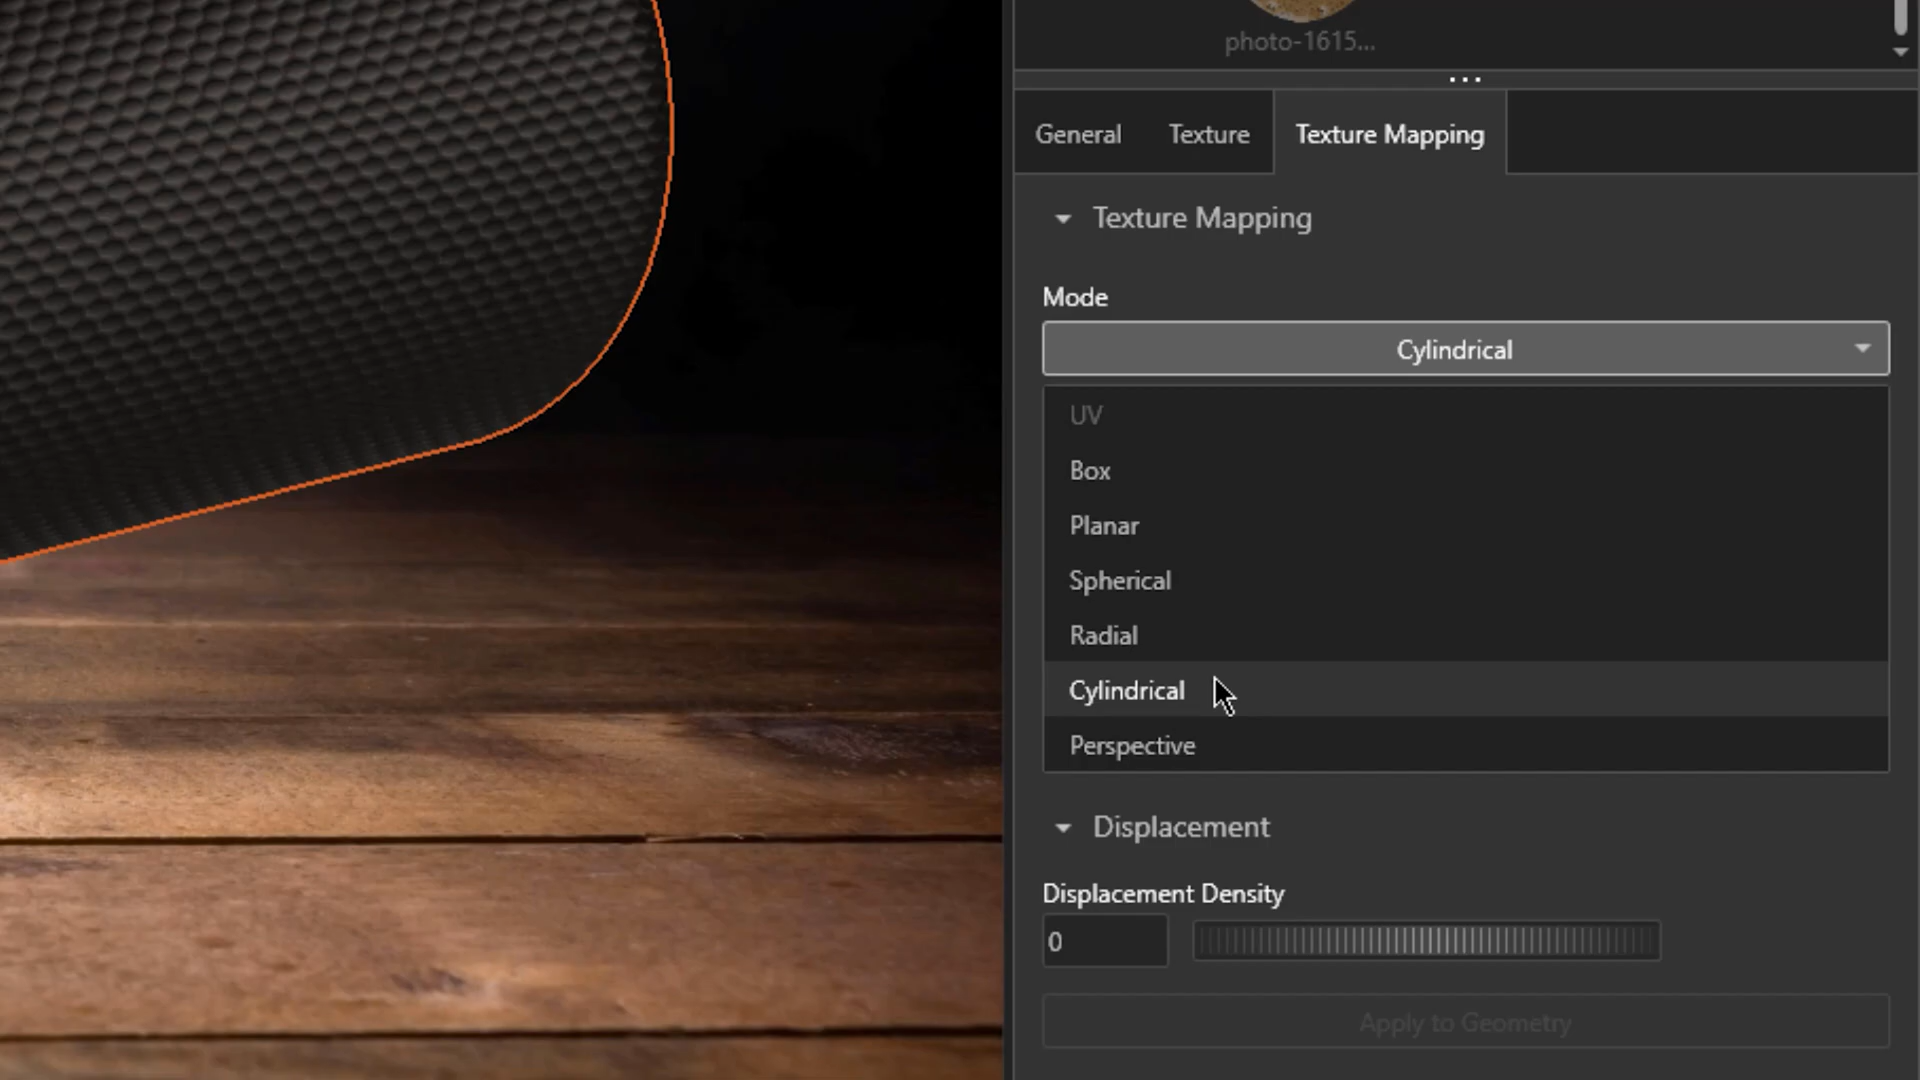 photo-1615...
...
General Texture Texture Mapping
Texture Mapping
Mode
Cylindrical
UV
Box
Planar
Spherical
Radial
Cylindrical
Perspective
Displacement
Displacement Density
0
Apply to Geometry